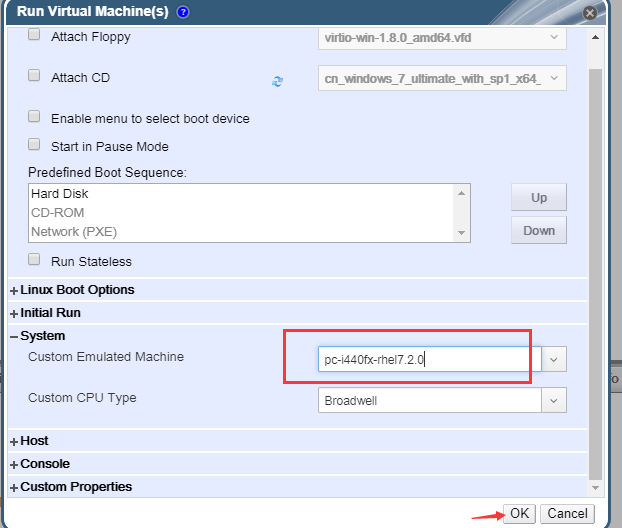 Run Virtual Machine(s) ?
Attach Floppy virtio-win-1.8.0_amd64.vfd
Attach CD cn_windows_7_ultimate_with_sp1_x64_
Enable menu to select boot device
Start in Pause Mode
Predefined Boot Sequence:
Hard Disk
CD-ROM
Network (PXE)
Up
Down
Run Stateless
Linux Boot Options
Initial Run
System
Custom Emulated Machine pc-i440fx-rhel7.2.0
Custom CPU Type Broadwell
Host
Console
Custom Properties
OK Cancel